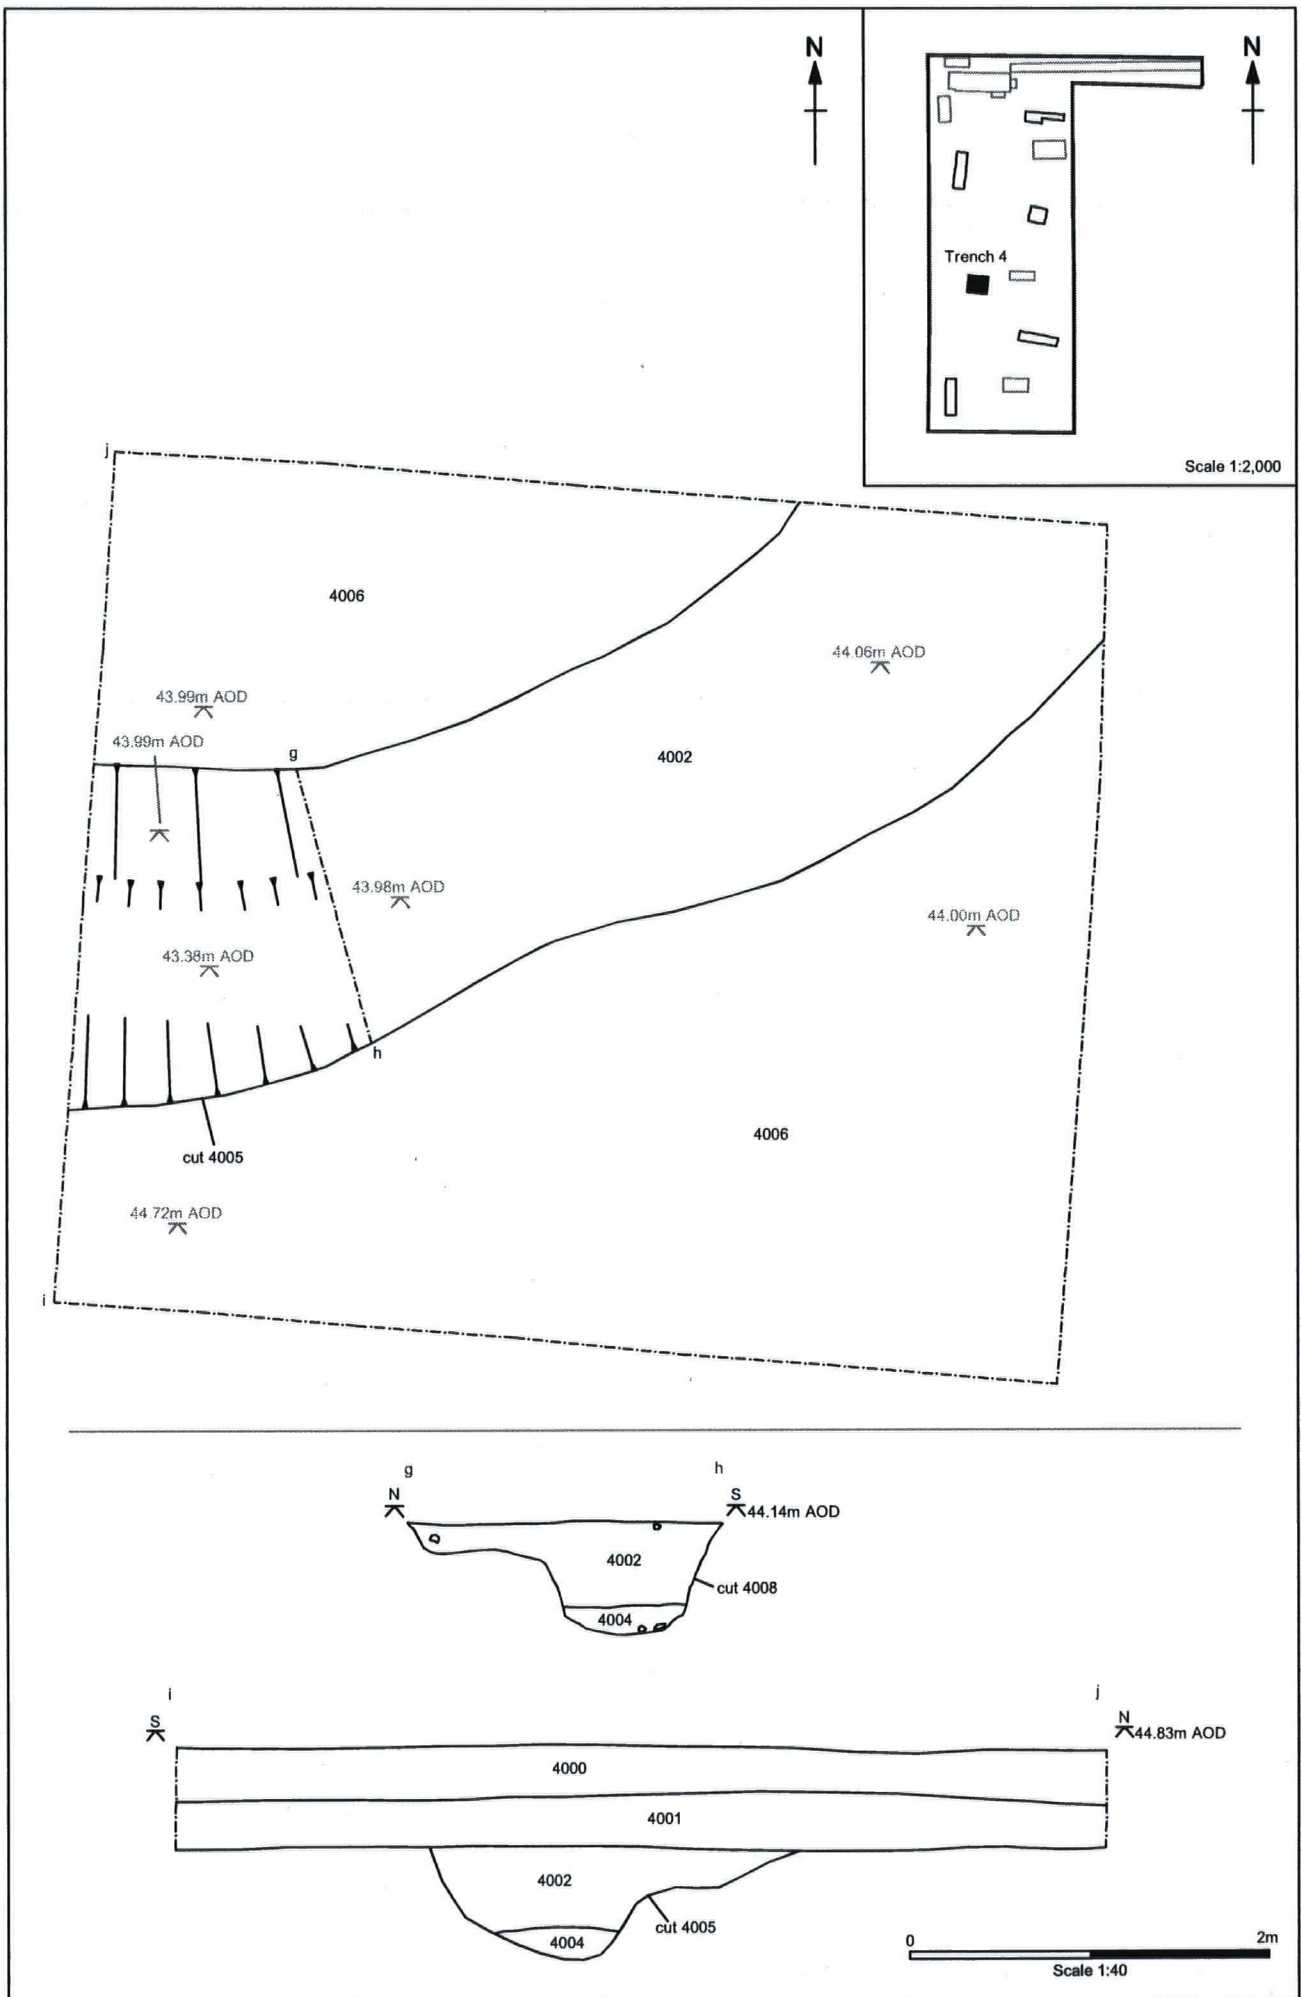 N
N
Trench 4
Scale 1:2,000
j
4006
44.06m AOD
43.99m AOD
43.99m AOD
g
4002
43.98m AOD
44.00m AOD
43.38m AOD
h
4006
cut 4005
44.72m AOD
i
g
h
N
S
44.14m AOD
4002
cut 4008
4004
i
j
S
N
44.83m AOD
4000
4001
4002
cut 4005
4004
0
2m
Scale 1:40